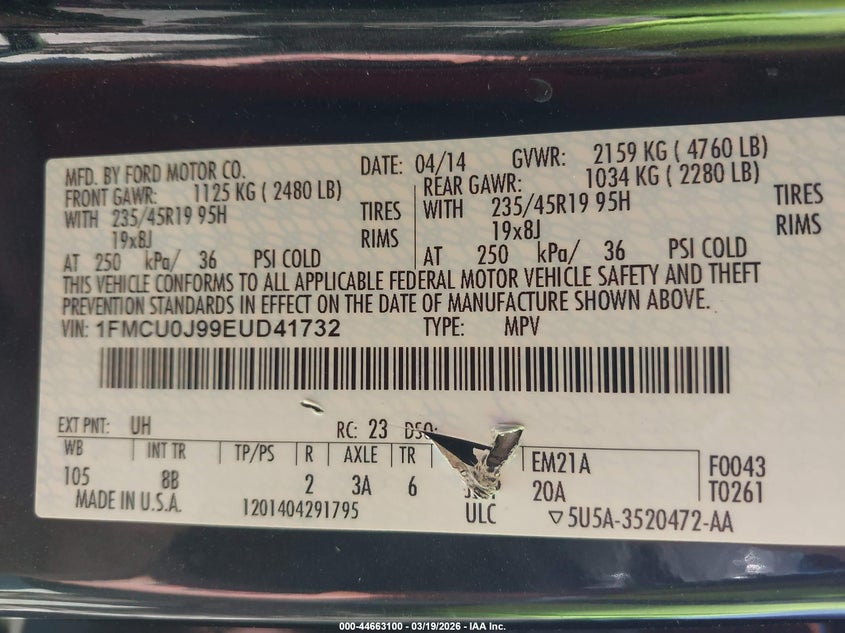 MFD. BY FORD MOTOR CO.
DATE: 04/14 GVWR: 2159 KG ( 4760 LB)
FRONT GAWR: 1125 KG ( 2480 LB)
WITH 235/45R19 95H TIRES
19x8J RIMS
AT 250 kPa/ 36 PSI COLD
REAR GAWR: 1034 KG ( 2280 LB)
WITH 235/45R19 95H TIRES
19x8J RIMS
AT 250 kPa/ 36 PSI COLD
THIS VEHICLE CONFORMS TO ALL APPLICABLE FEDERAL MOTOR VEHICLE SAFETY AND THEFT
PREVENTION STANDARDS IN EFFECT ON THE DATE OF MANUFACTURE SHOWN ABOVE.
VIN: 1FMCU0J99EUD41732 TYPE: MPV
EXT PNT: UH RC: 23 DSO:
WB INT TR TP/PS R AXLE TR EM21A F0043
105 8B 2 3A 6 20A T0261
MADE IN U.S.A. 1201404291795 ULC ▽5U5A-3520472-AA
000-44663100 - 03/19/2026 - IAA Inc.